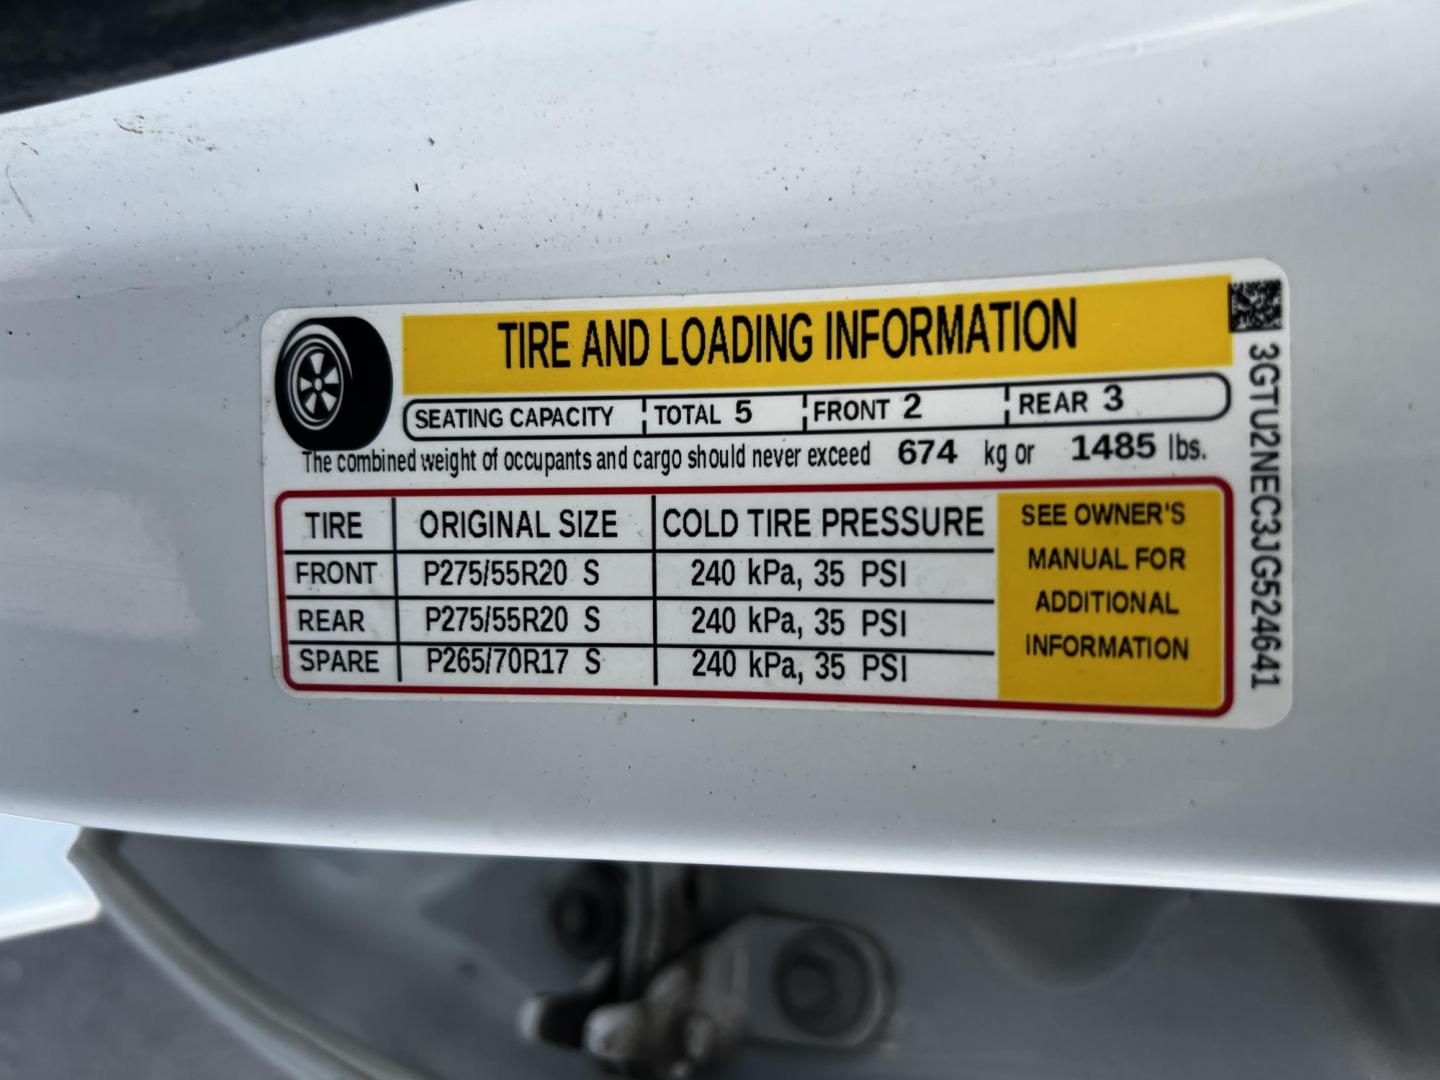 TIRE AND LOADING INFORMATION
SEATING CAPACITY TOTAL 5 FRONT 2 REAR 3
The combined weight of occupants and cargo should never exceed 674 kg or 1485 lbs.
TIRE ORIGINAL SIZE COLD TIRE PRESSURE
FRONT P275/55R20 S 240 kPa, 35 PSI
REAR P275/55R20 S 240 kPa, 35 PSI
SPARE P265/70R17 S 240 kPa, 35 PSI
SEE OWNER'S
MANUAL FOR
ADDITIONAL
INFORMATION
3GTU2NEC3JG524641